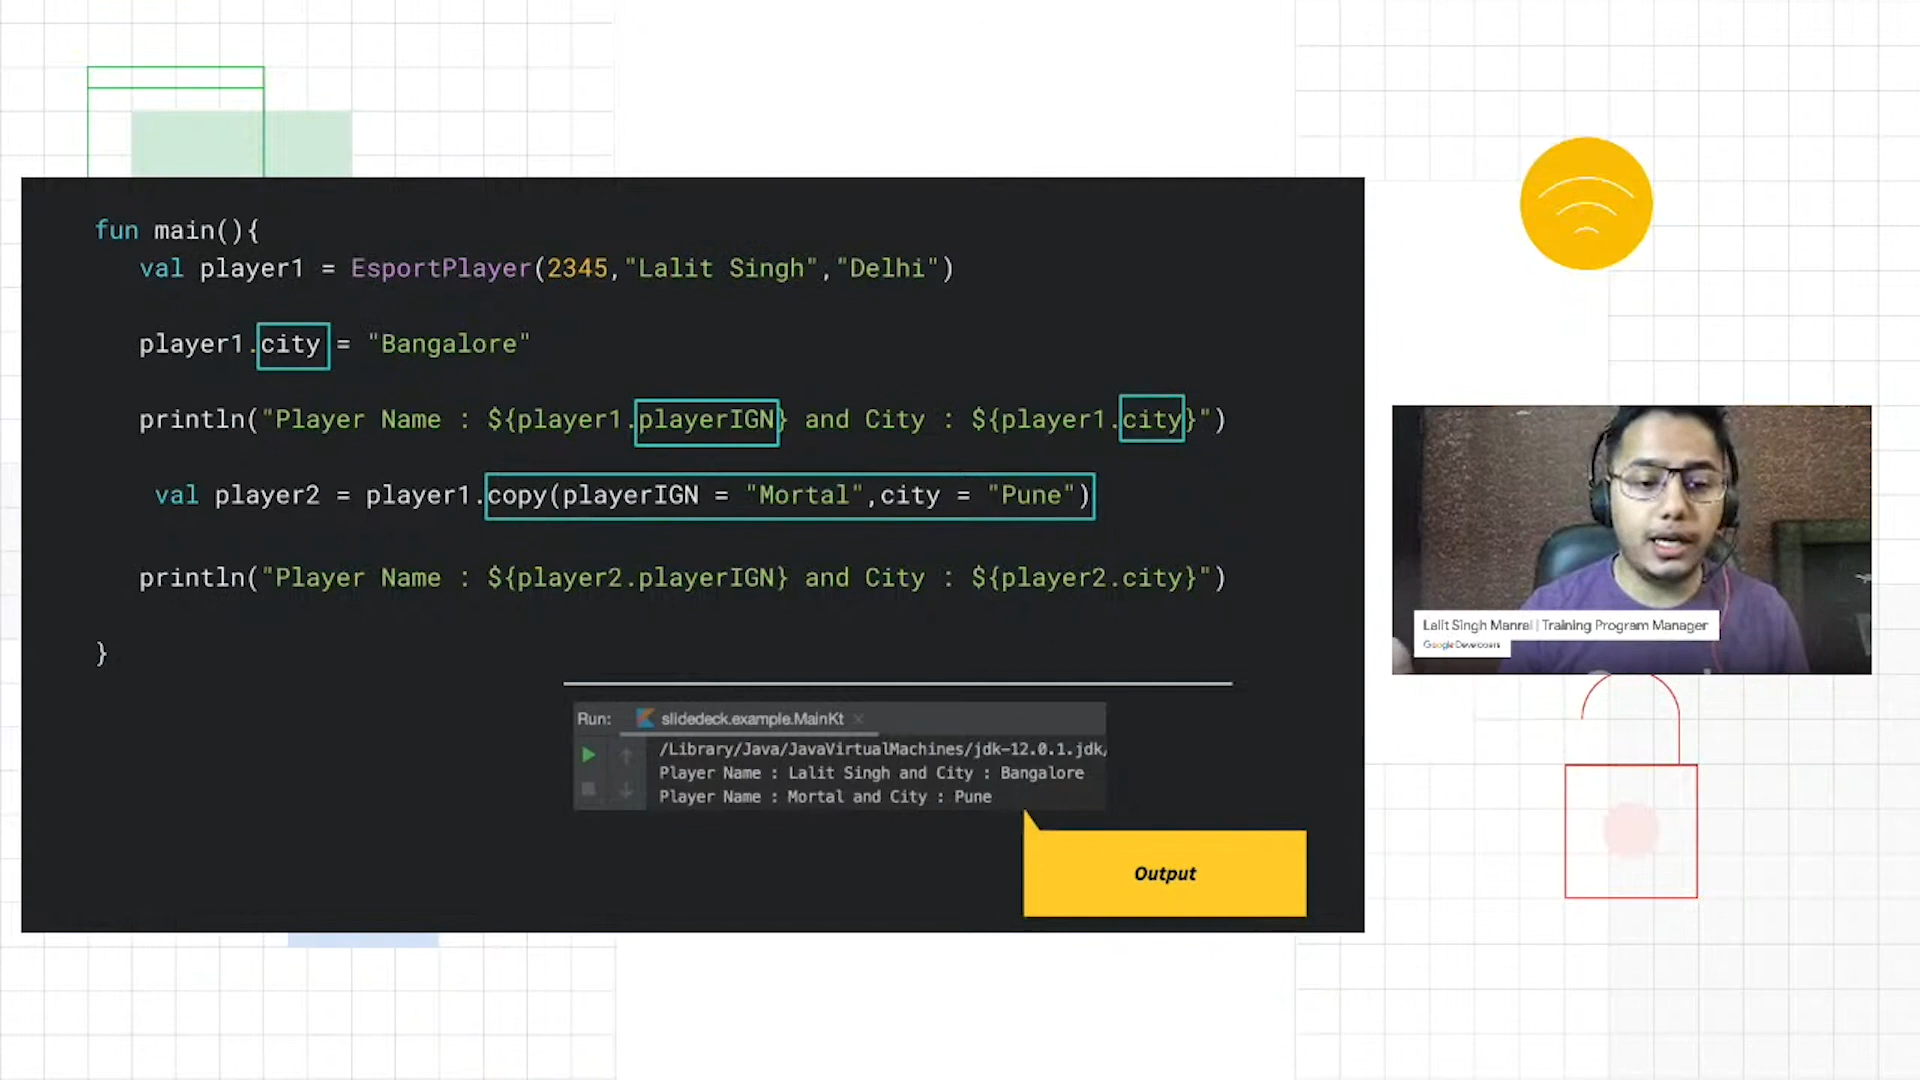 fun main(){
val player1 = EsportPlayer(2345,"Lalit Singh","Delhi")
player1.city = "Bangalore"
println("Player Name : ${player1.playerIGN} and City : ${player1.city}")
val player2 = player1.copy(playerIGN = "Mortal",city = "Pune")
println("Player Name : ${player2.playerIGN} and City : ${player2.city}")
}
Run: slidedeck.example.MainKt ×
/Library/Java/JavaVirtualMachines/jdk-12.0.1.jdk/
Player Name : Lalit Singh and City : Bangalore
Player Name : Mortal and City : Pune
Output
Lalit Singh Manral | Training Program Manager
Google Developers